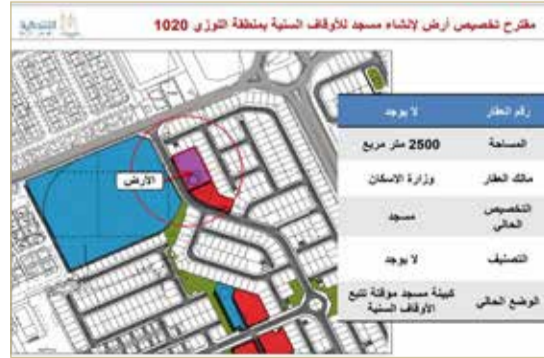 مقترح تخصيص أرض لإنشاء مسجد للأوقاف السنية بمنطقة اللوزي 1020
رقم العقار لا يوجد
المساحة 2500 متر مربع
مالك العقار وزارة الاسكان
التخصيص الحالي مسجد
التصنيف لا يوجد
الوضع الحالي كبينة مسجد مؤقتة تتبع الأوقاف السنية
الأرض